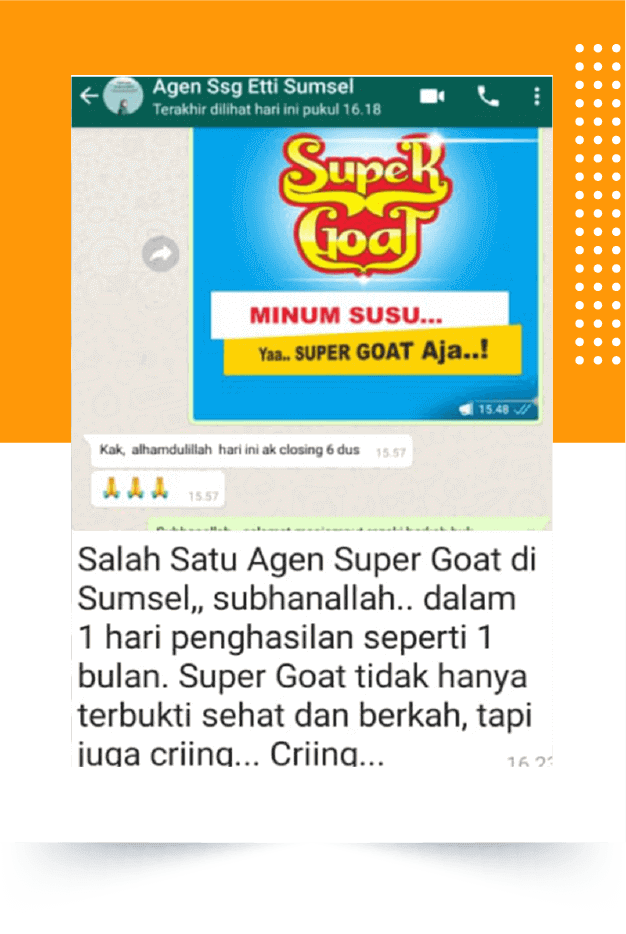 Agen Ssg Etti Sumsel
Terakhir dilihat hari ini pukul 16.18
Super
Goat
MINUM SUSU...
Yaa.. SUPER GOAT Aja..!
15.48
Kak, alhamdulillah hari ini ak closing 6 dus 15.57
15.57
Salah Satu Agen Super Goat di
Sumsel,, subhanallah.. dalam
1 hari penghasilan seperti 1
bulan. Super Goat tidak hanya
terbukti sehat dan berkah, tapi
juga criing... Criing...